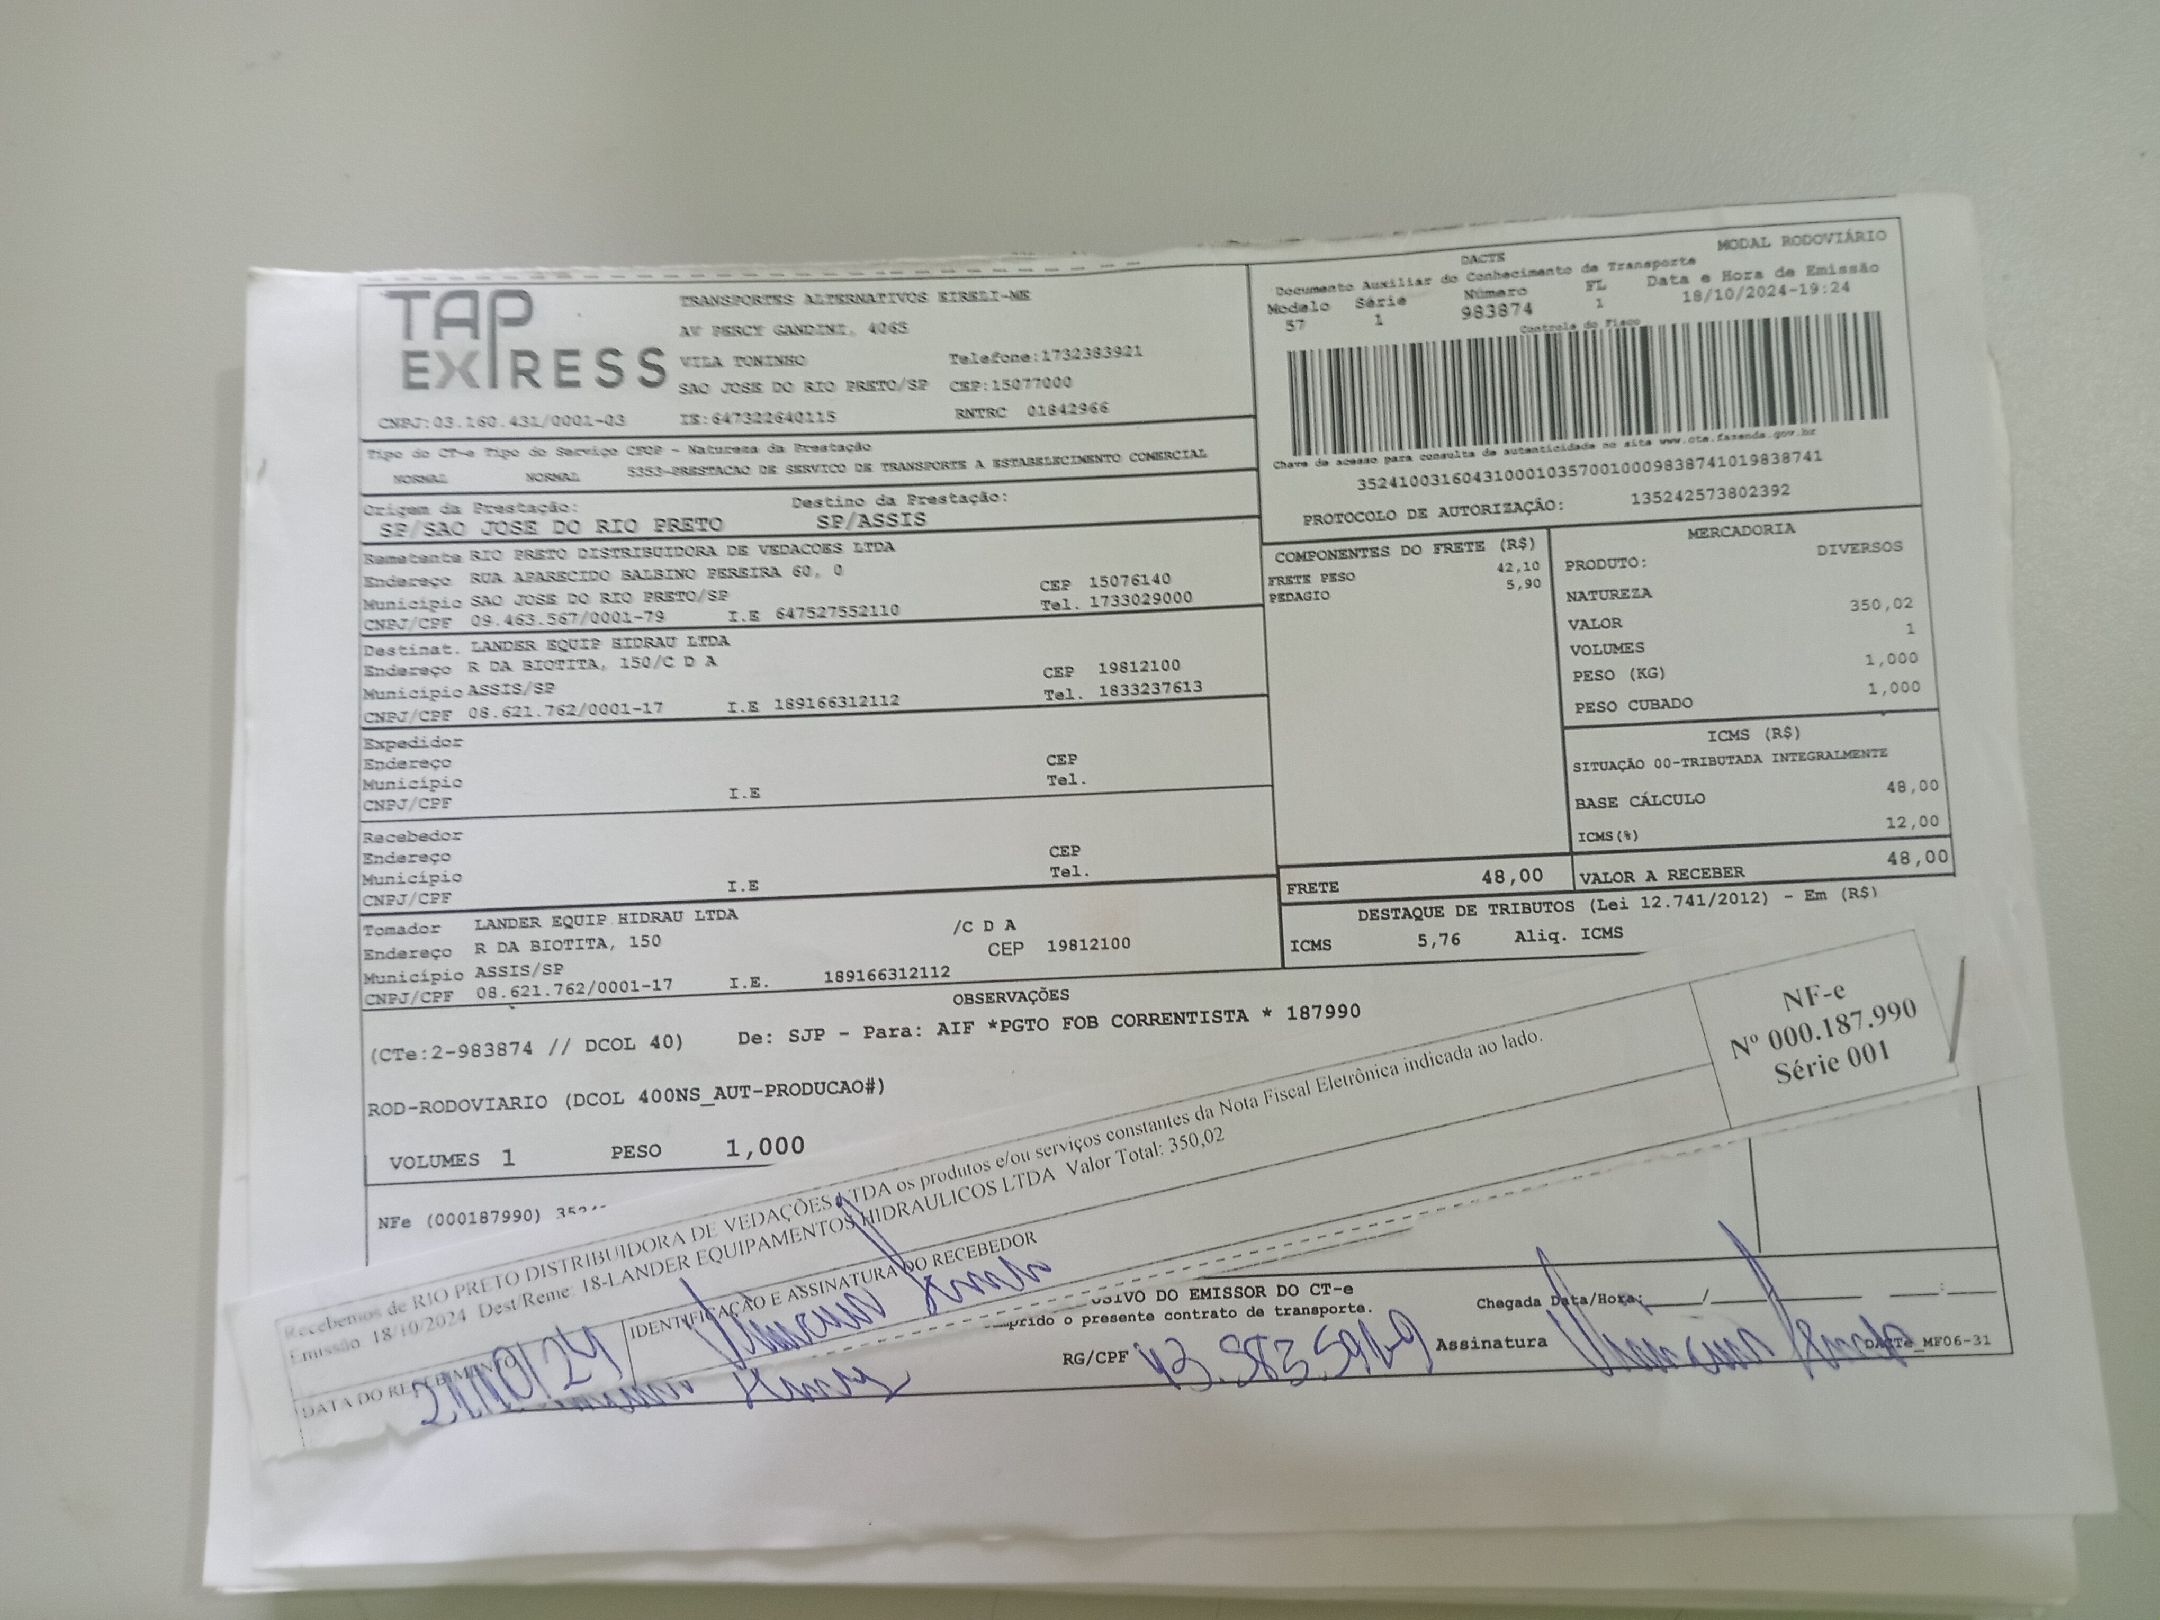 TAP EXPRESS
TRANSPORTES ALTERNATIVOS EIRELI-ME
AV PERCY GANDINI, 4065
VILA TONINHO Telefone:1732383921
SAO JOSE DO RIO PRETO/SP CEP:15077000
CNPJ:03.160.431/0001-03 IE:647322640115 RNTRC 01842966
DACTE MODAL RODOVIÁRIO
Documento Auxiliar do Conhecimento de Transporte
Modelo Série Número FL Data e Hora de Emissão
57 1 983874 1 18/10/2024-19:24
Controle do Fisco
Chave de acesso para consulta de autenticidade no site www.cte.fazenda.gov.br
35241003160431000103570010009838741019838741
PROTOCOLO DE AUTORIZAÇÃO: 135242573802392
Tipo do CT-e Tipo do Serviço CFOP - Natureza da Prestação
NORMAL NORMAL 5353-PRESTACAO DE SERVICO DE TRANSPORTE A ESTABELECIMENTO COMERCIAL
Origem da Prestação: Destino da Prestação:
SP/SAO JOSE DO RIO PRETO SP/ASSIS
Remetente RIO PRETO DISTRIBUIDORA DE VEDACOES LTDA
Endereço RUA APARECIDO BALBINO PEREIRA 60, 0 CEP 15076140
Município SAO JOSE DO RIO PRETO/SP Tel. 1733029000
CNPJ/CPF 09.463.567/0001-79 I.E 647527552110
Destinat. LANDER EQUIP HIDRAU LTDA
Endereço R DA BIOTITA, 150/C D A CEP 19812100
Município ASSIS/SP Tel. 1833237613
CNPJ/CPF 08.621.762/0001-17 I.E 189166312112
Expedidor
Endereço CEP
Município Tel.
CNPJ/CPF I.E
Recebedor
Endereço CEP
Município Tel.
CNPJ/CPF I.E
Tomador LANDER EQUIP HIDRAU LTDA /C D A
Endereço R DA BIOTITA, 150 CEP 19812100
Município ASSIS/SP
CNPJ/CPF 08.621.762/0001-17 I.E. 189166312112
COMPONENTES DO FRETE (R$)
FRETE PESO 42,10
PEDAGIO 5,90
MERCADORIA
PRODUTO: DIVERSOS
NATUREZA
VALOR 350,02
VOLUMES 1
PESO (KG) 1,000
PESO CUBADO 1,000
ICMS (R$)
SITUAÇÃO 00-TRIBUTADA INTEGRALMENTE
BASE CÁLCULO 48,00
ICMS(%) 12,00
FRETE 48,00 VALOR A RECEBER 48,00
DESTAQUE DE TRIBUTOS (Lei 12.741/2012) - Em (R$)
ICMS 5,76 Aliq. ICMS
OBSERVAÇÕES
(CTe:2-983874 // DCOL 40) De: SJP - Para: AIF *PGTO FOB CORRENTISTA * 187990
ROD-RODOVIARIO (DCOL 400NS_AUT-PRODUCAO#)
VOLUMES 1 PESO 1,000
NFe (000187990)
Recebemos de RIO PRETO DISTRIBUIDORA DE VEDAÇÕES LTDA os produtos e/ou serviços constantes da Nota Fiscal Eletrônica indicada ao lado.
Emissão 18/10/2024 Dest/Reme: 18-LANDER EQUIPAMENTOS HIDRAULICOS LTDA Valor Total: 350,02
NF-e
Nº 000.187.990
Série 001
DATA DO RECEBIMENTO IDENTIFICAÇÃO E ASSINATURA DO RECEBEDOR
21/10/24
DO EMISSOR DO CT-e
o presente contrato de transporte.
Chegada Data/Hora:___/
RG/CPF Assinatura
DACTe_MF06-31